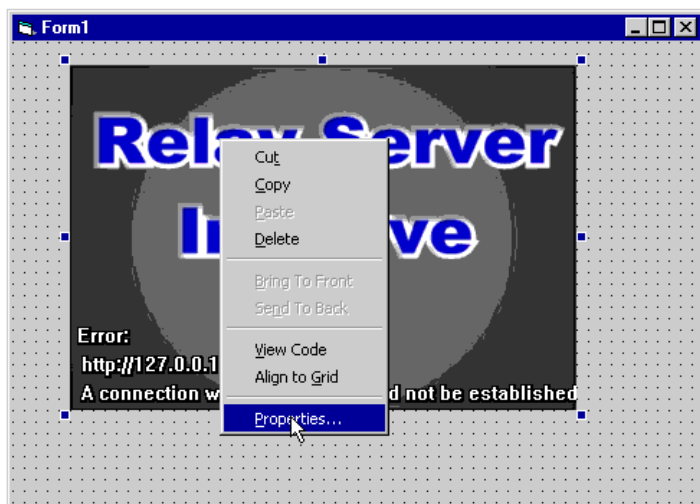 Form1
Relay Server
In ve
Cut
Copy
Paste
Delete
Bring To Front
Send To Back
View Code
Align to Grid
Properties...
Error:
http://127.0.0.1
A connection w d not be established